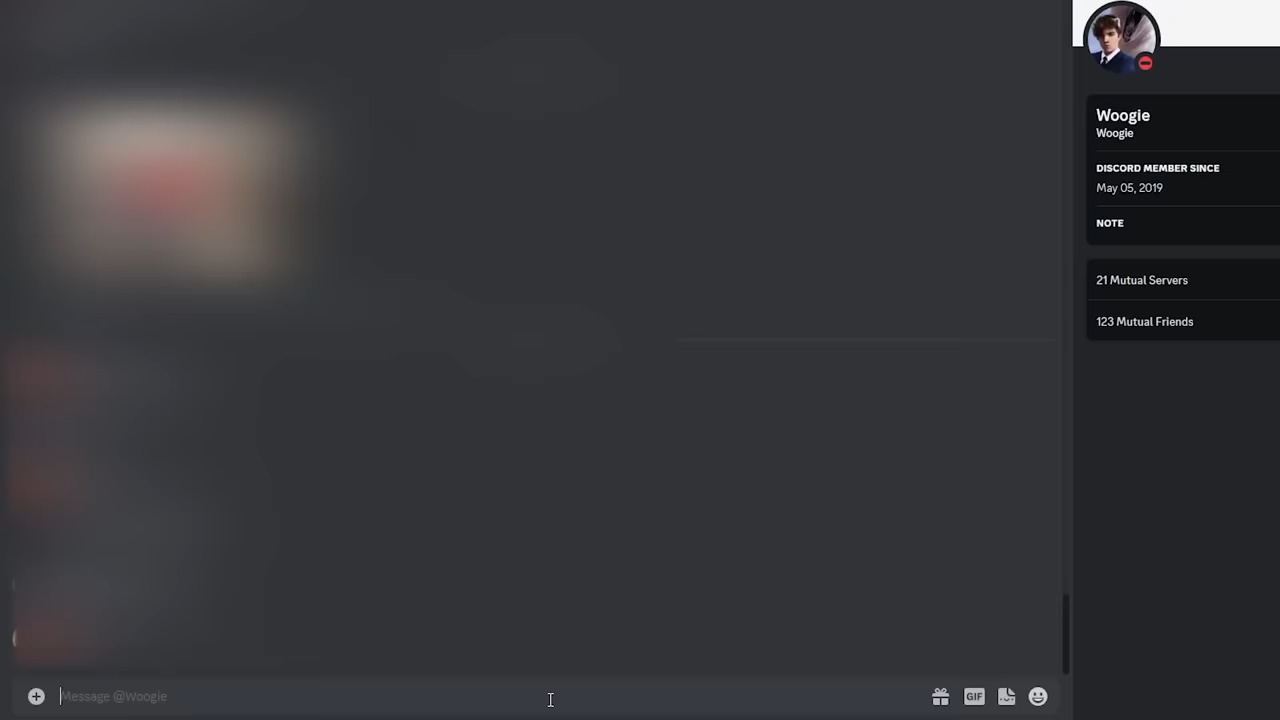 Woogie
Woogie
DISCORD MEMBER SINCE
May 05, 2019
NOTE
21 Mutual Servers
123 Mutual Friends
Message @Woogie
GIF